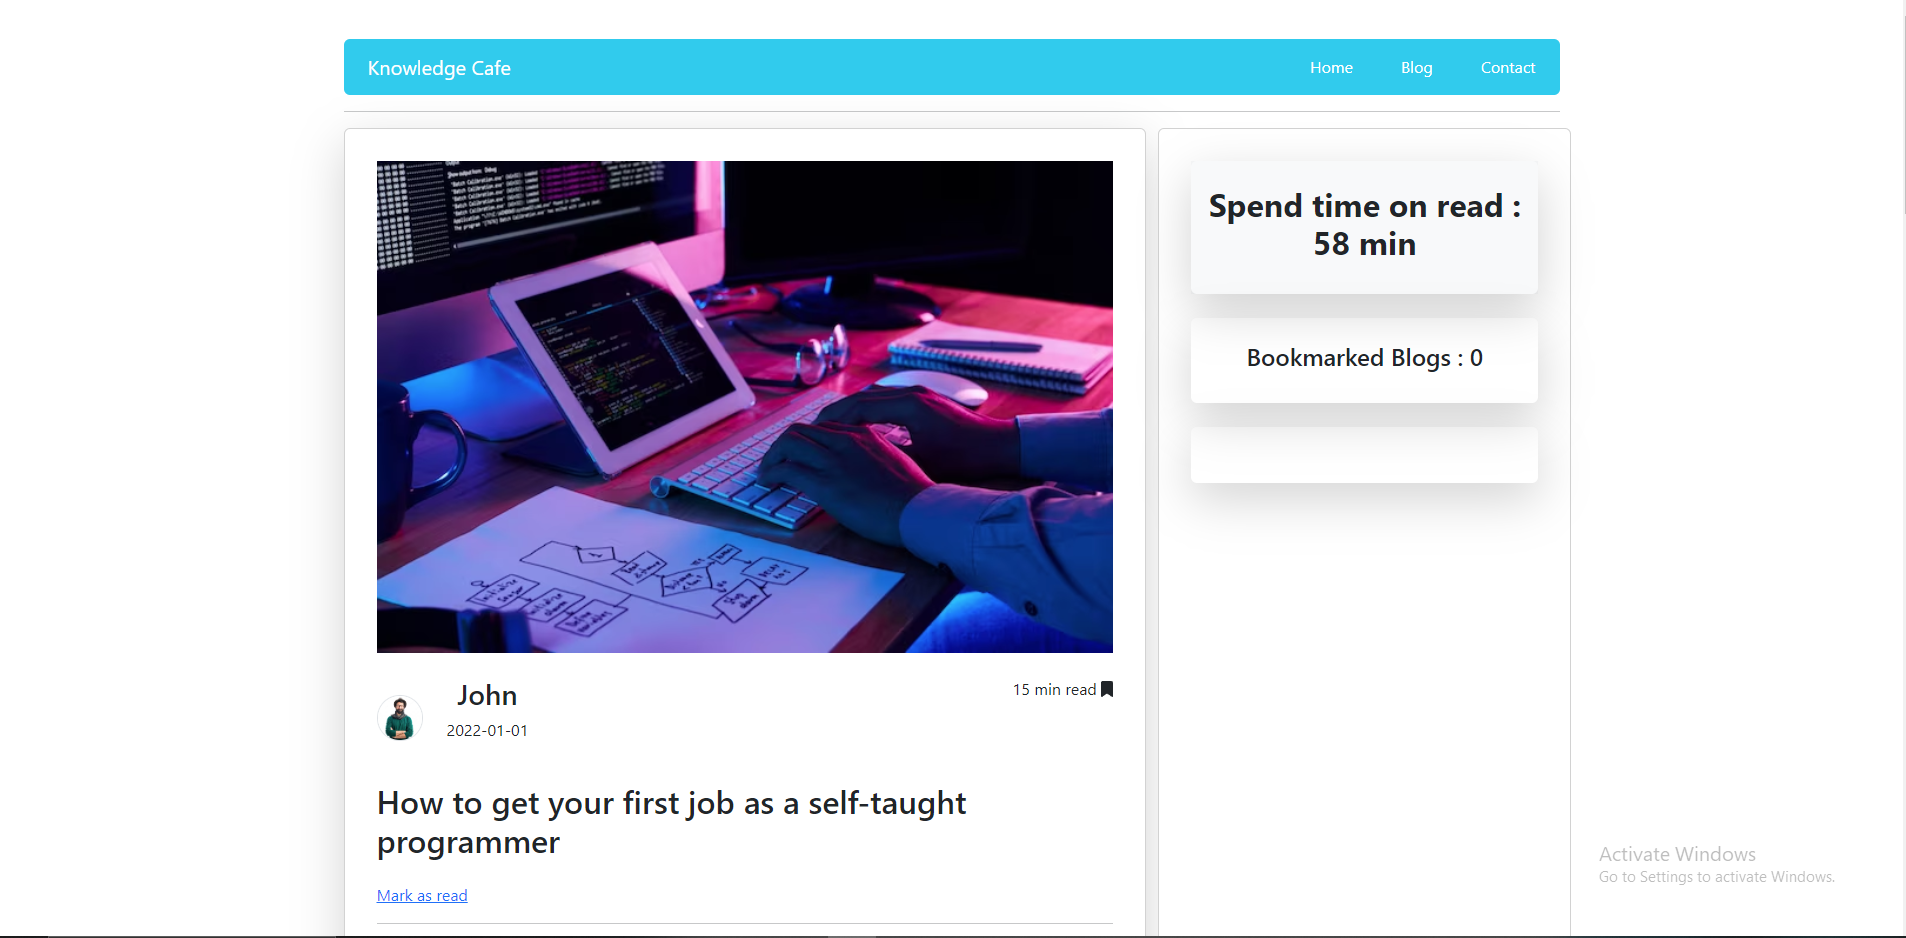 Knowledge Cafe
Home
Blog
Contact
Spend time on read :
58 min
Bookmarked Blogs : 0
John
2022-01-01
15 min read
How to get your first job as a self-taught
programmer
Mark as read
Activate Windows
Go to Settings to activate Windows.